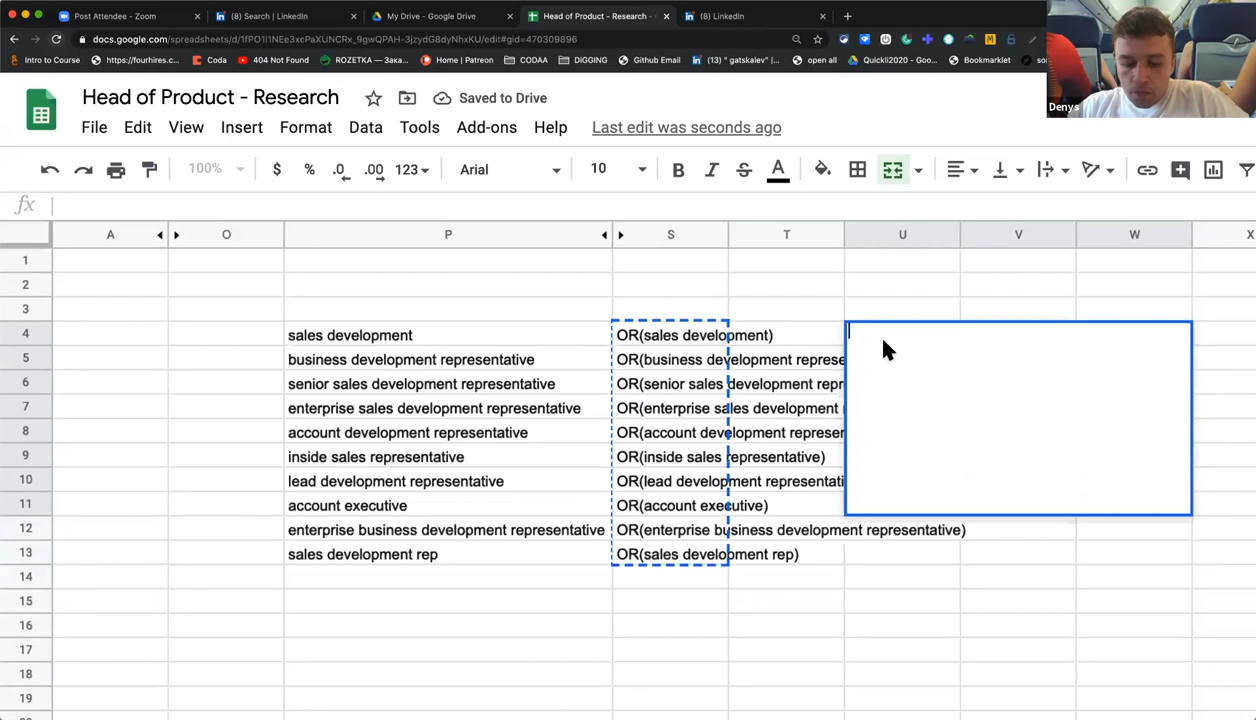 Post Attendee - Zoom
(8) Search | LinkedIn
My Drive - Google Drive
Head of Product - Research -
(8) LinkedIn
docs.google.com/spreadsheets/d/1fPO1I1NEe3xcPaXUNCRx_9gwQPAH-3jzydG8dyNhxKU/edit#gid=470309896
Intro to Course
https://fourhires.c...
Coda
404 Not Found
ROZETKA — Зака...
Home | Patreon
CODAA
DiGGING
Github Email
(13) " gatskalev" ...
open all
Quickli2020 - Goo...
Bookmarklet
Denys
Head of Product - Research
Saved to Drive
File Edit View Insert Format Data Tools Add-ons Help Last edit was seconds ago
100% $ % .0 .00 123 Arial 10 B I S A
fx
A O P S T U V W X
1
2
3
4 sales development OR(sales development)
5 business development representative OR(business development represe
6 senior sales development representative OR(senior sales development repr
7 enterprise sales development representative OR(enterprise sales development
8 account development representative OR(account development represer
9 inside sales representative OR(inside sales representative)
10 lead development representative OR(lead development representati
11 account executive OR(account executive)
12 enterprise business development representative OR(enterprise business development representative)
13 sales development rep OR(sales development rep)
14
15
16
17
18
19